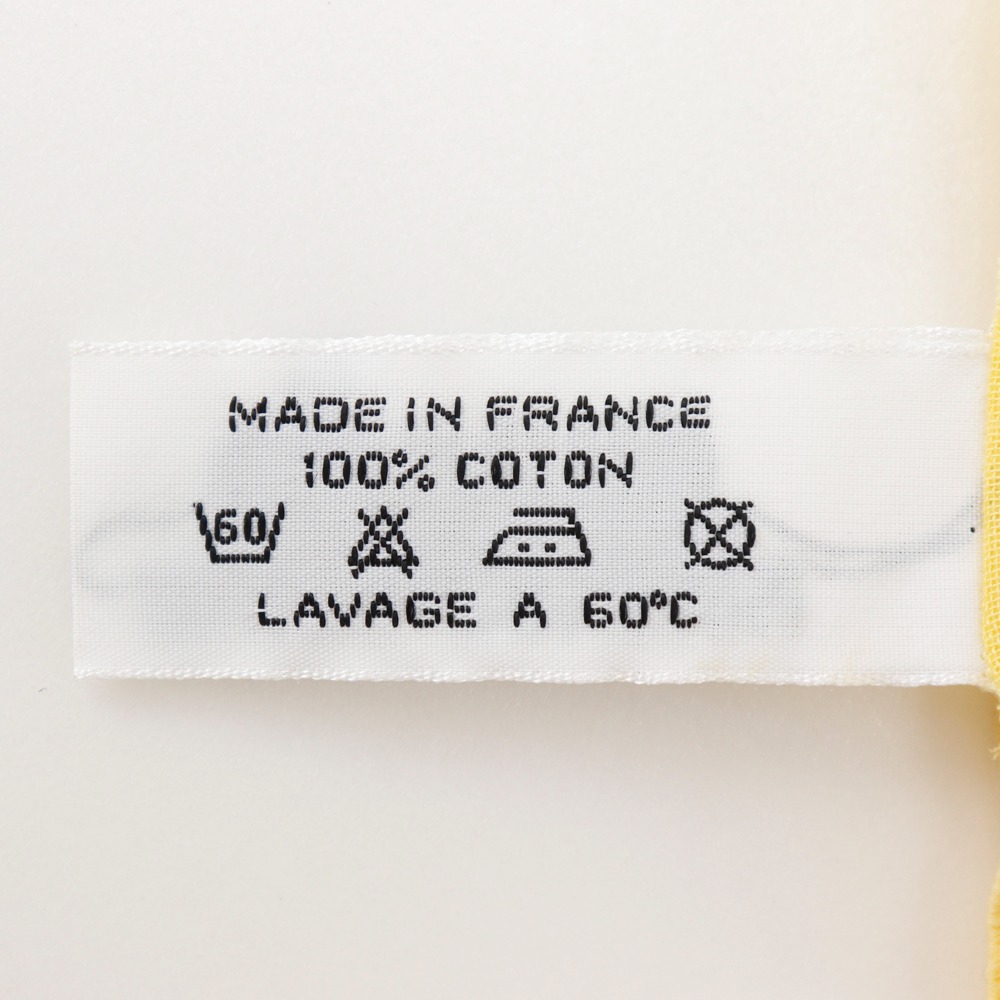 MADE IN FRANCE
100% COTON
60
LAVAGE A 60°C